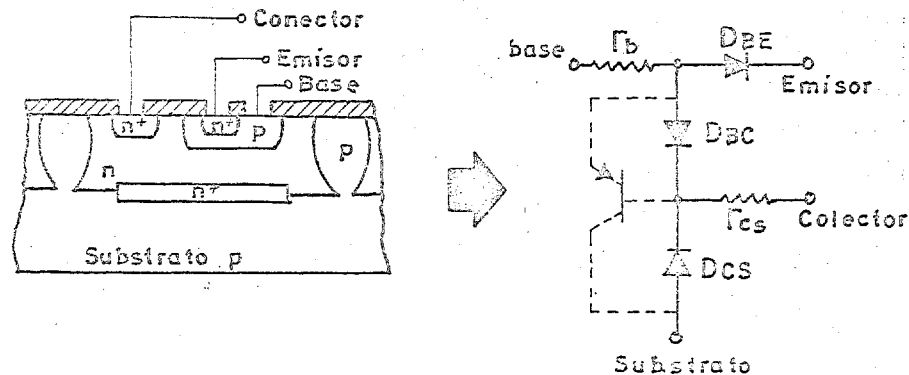 Conector
Emisor
Base
n+
n+
p
p
n
n+
Substrato p
base
rb
DBE
Emisor
DBC
rcs
Colector
DCS
Substrato